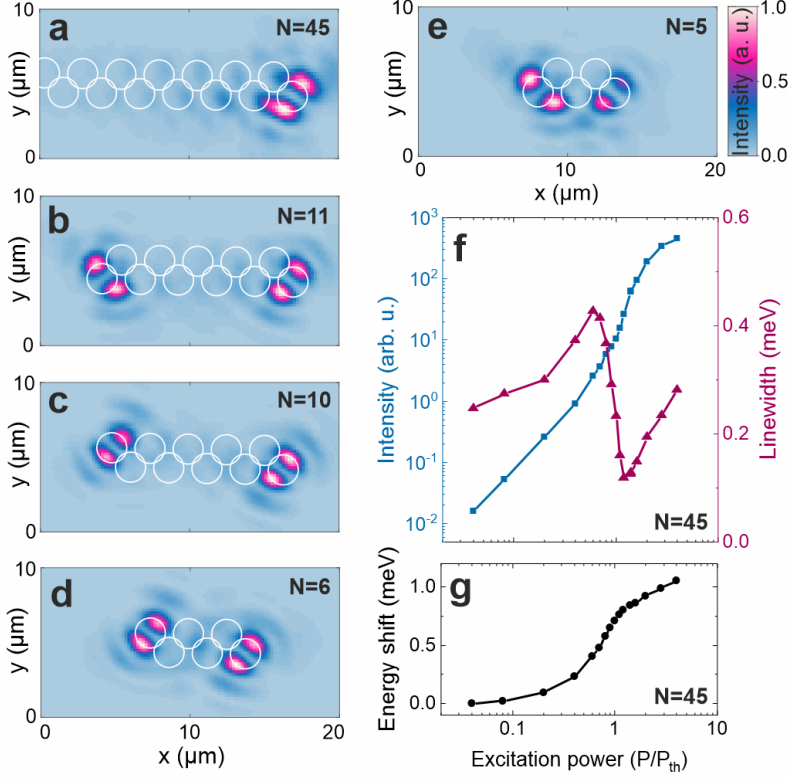 a
N=45
10
0
y (µm)
0
10
20
b
N=11
10
0
y (µm)
c
N=10
10
0
y (µm)
d
N=6
10
0
y (µm)
0
10
20
x (µm)
e
N=5
10
0
y (µm)
0
10
20
x (µm)
Intensity (a. u.)
1.0
0.5
0.0
f
N=45
10³
10²
10¹
10⁰
10⁻¹
10⁻²
Intensity (arb. u.)
0.6
0.4
0.2
0.0
Linewidth (meV)
g
N=45
1.0
0.5
0.0
Energy shift (meV)
0.1
1
10
Excitation power (P/Pth)